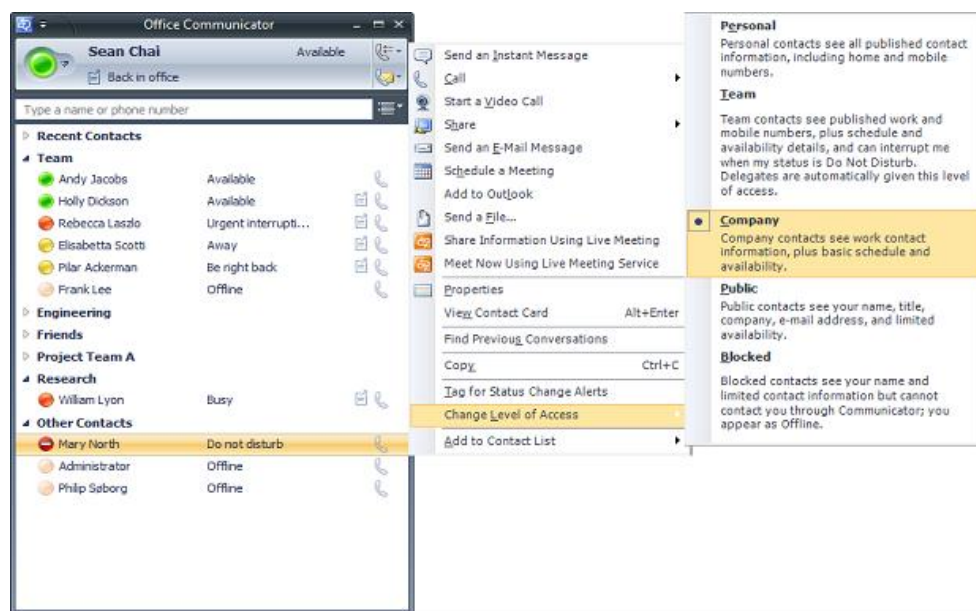 Office Communicator
Sean Chai Available
Back in office
Type a name or phone number
Recent Contacts
Team
Andy Jacobs Available
Holly Dickson Available
Rebecca Laszlo Urgent interrupti...
Elisabetta Scotti Away
Pilar Ackerman Be right back
Frank Lee Offline
Engineering
Friends
Project Team A
Research
William Lyon Busy
Other Contacts
Mary North Do not disturb
Administrator Offline
Philip Søborg Offline
Send an Instant Message
Call
Start a Video Call
Share
Send an E-Mail Message
Schedule a Meeting
Add to Outlook
Send a File...
Share Information Using Live Meeting
Meet Now Using Live Meeting Service
Properties
View Contact Card Alt+Enter
Find Previous Conversations
Copy Ctrl+C
Tag for Status Change Alerts
Change Level of Access
Add to Contact List
Personal
Personal contacts see all published contact
information, including home and mobile
numbers.
Team
Team contacts see published work and
mobile numbers, plus schedule and
availability details, and can interrupt me
when my status is Do Not Disturb.
Delegates are automatically given this level
of access.
Company
Company contacts see work contact
information, plus basic schedule and
availability.
Public
Public contacts see your name, title,
company, e-mail address, and limited
availability.
Blocked
Blocked contacts see your name and
limited contact information but cannot
contact you through Communicator; you
appear as Offline.